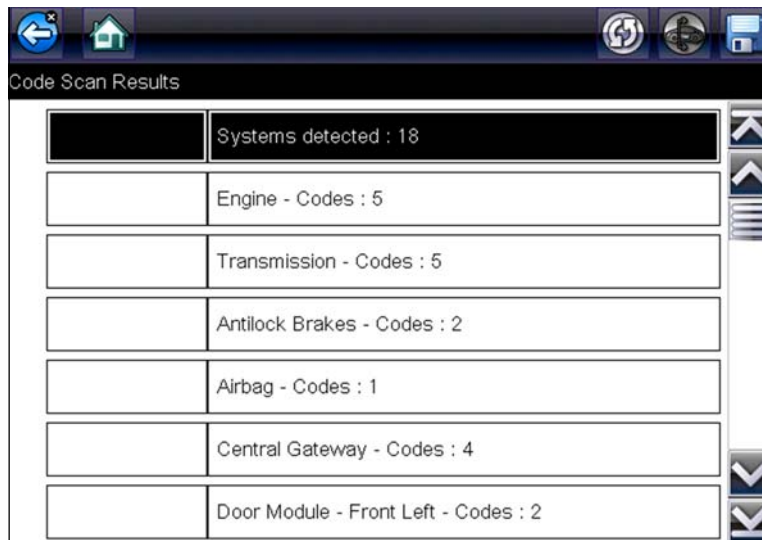 Code Scan Results
Systems detected : 18
Engine - Codes : 5
Transmission - Codes : 5
Antilock Brakes - Codes : 2
Airbag - Codes : 1
Central Gateway - Codes : 4
Door Module - Front Left - Codes : 2